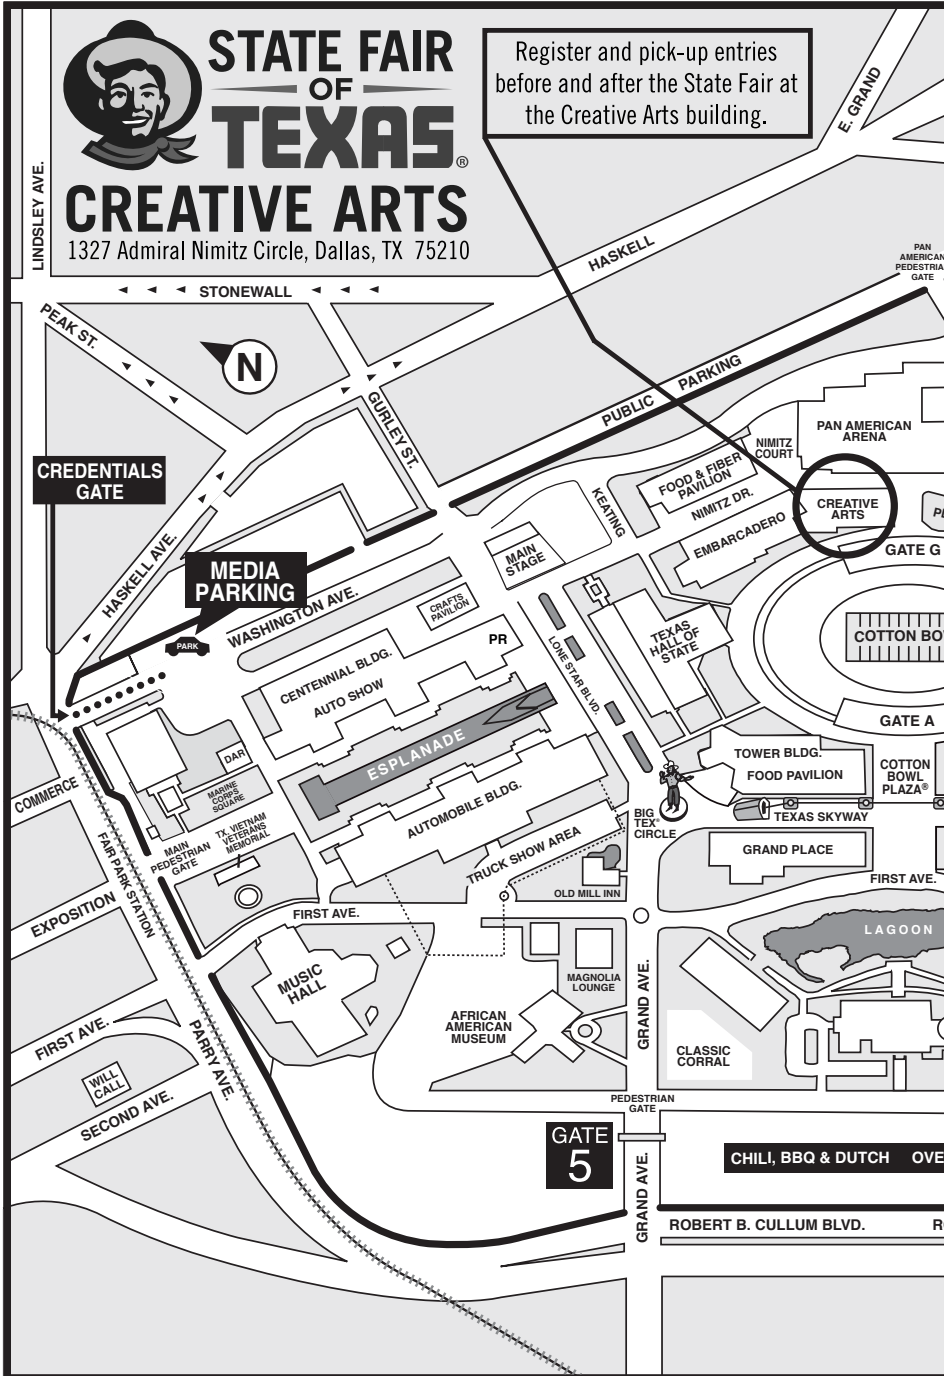 STATE FAIR
OF
TEXAS®
CREATIVE ARTS
1327 Admiral Nimitz Circle, Dallas, TX 75210
Register and pick-up entries
before and after the State Fair at
the Creative Arts building.
E. GRAND
LINDSLEY AVE.
HASKELL
PAN
AMERICAN
PEDESTRIA
GATE
STONEWALL
PEAK ST.
N
GURLEY ST.
PUBLIC PARKING
PAN AMERICAN
ARENA
NIMITZ
COURT
CREDENTIALS
GATE
FOOD & FIBER
PAVILION
NIMITZ DR.
KEATING
CREATIVE
ARTS
PE
EMBARCADERO
GATE G
HASKELL AVE.
MEDIA
PARKING
PARK
MAIN
STAGE
WASHINGTON AVE.
CRAFTS
PAVILION
PR
CENTENNIAL BLDG.
AUTO SHOW
LONE STAR BLVD.
TEXAS
HALL OF
STATE
COTTON BO
GATE A
ESPLANADE
DAR
TOWER BLDG.
FOOD PAVILION
COTTON
BOWL
PLAZA®
COMMERCE
MARINE
CORPS
SQUARE
AUTOMOBILE BLDG.
BIG
TEX®
CIRCLE
TEXAS SKYWAY
TX. VIETNAM
VETERANS
MEMORIAL
MAIN
PEDESTRIAN
GATE
TRUCK SHOW AREA
GRAND PLACE
FAIR PARK STATION
OLD MILL INN
FIRST AVE.
EXPOSITION
FIRST AVE.
LAGOON
MUSIC
HALL
MAGNOLIA
LOUNGE
GRAND AVE.
AFRICAN
AMERICAN
MUSEUM
FIRST AVE.
PARRY AVE.
CLASSIC
CORRAL
WILL
CALL
SECOND AVE.
PEDESTRIAN
GATE
GATE
5
CHILI, BBQ & DUTCH OVE
GRAND AVE.
ROBERT B. CULLUM BLVD.
R